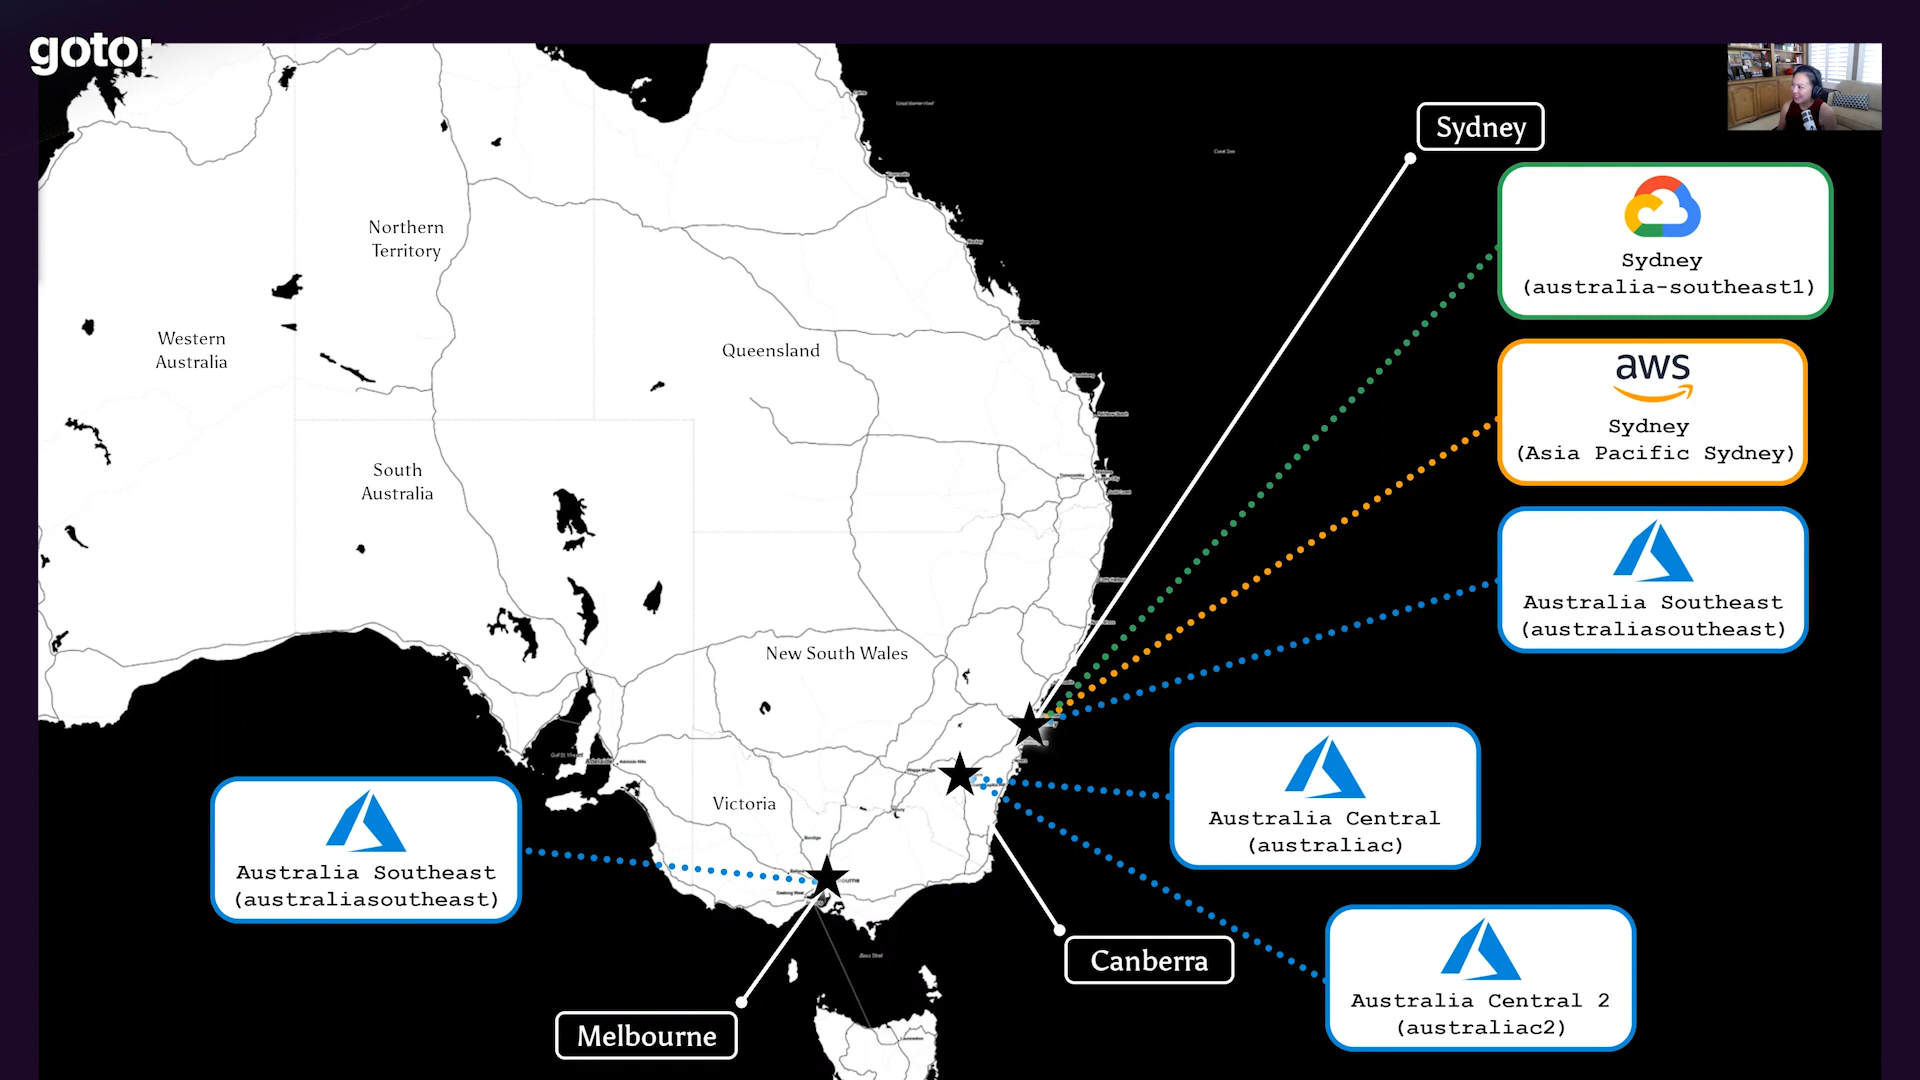 goto;
Sydney
Sydney
(australia-southeast1)
aws
Sydney
(Asia Pacific Sydney)
Australia Southeast
(australiasoutheast)
Northern
Territory
Western
Australia
Queensland
South
Australia
New South Wales
Victoria
Australia Central
(australiac)
Australia Southeast
(australiasoutheast)
Canberra
Australia Central 2
(australiac2)
Melbourne